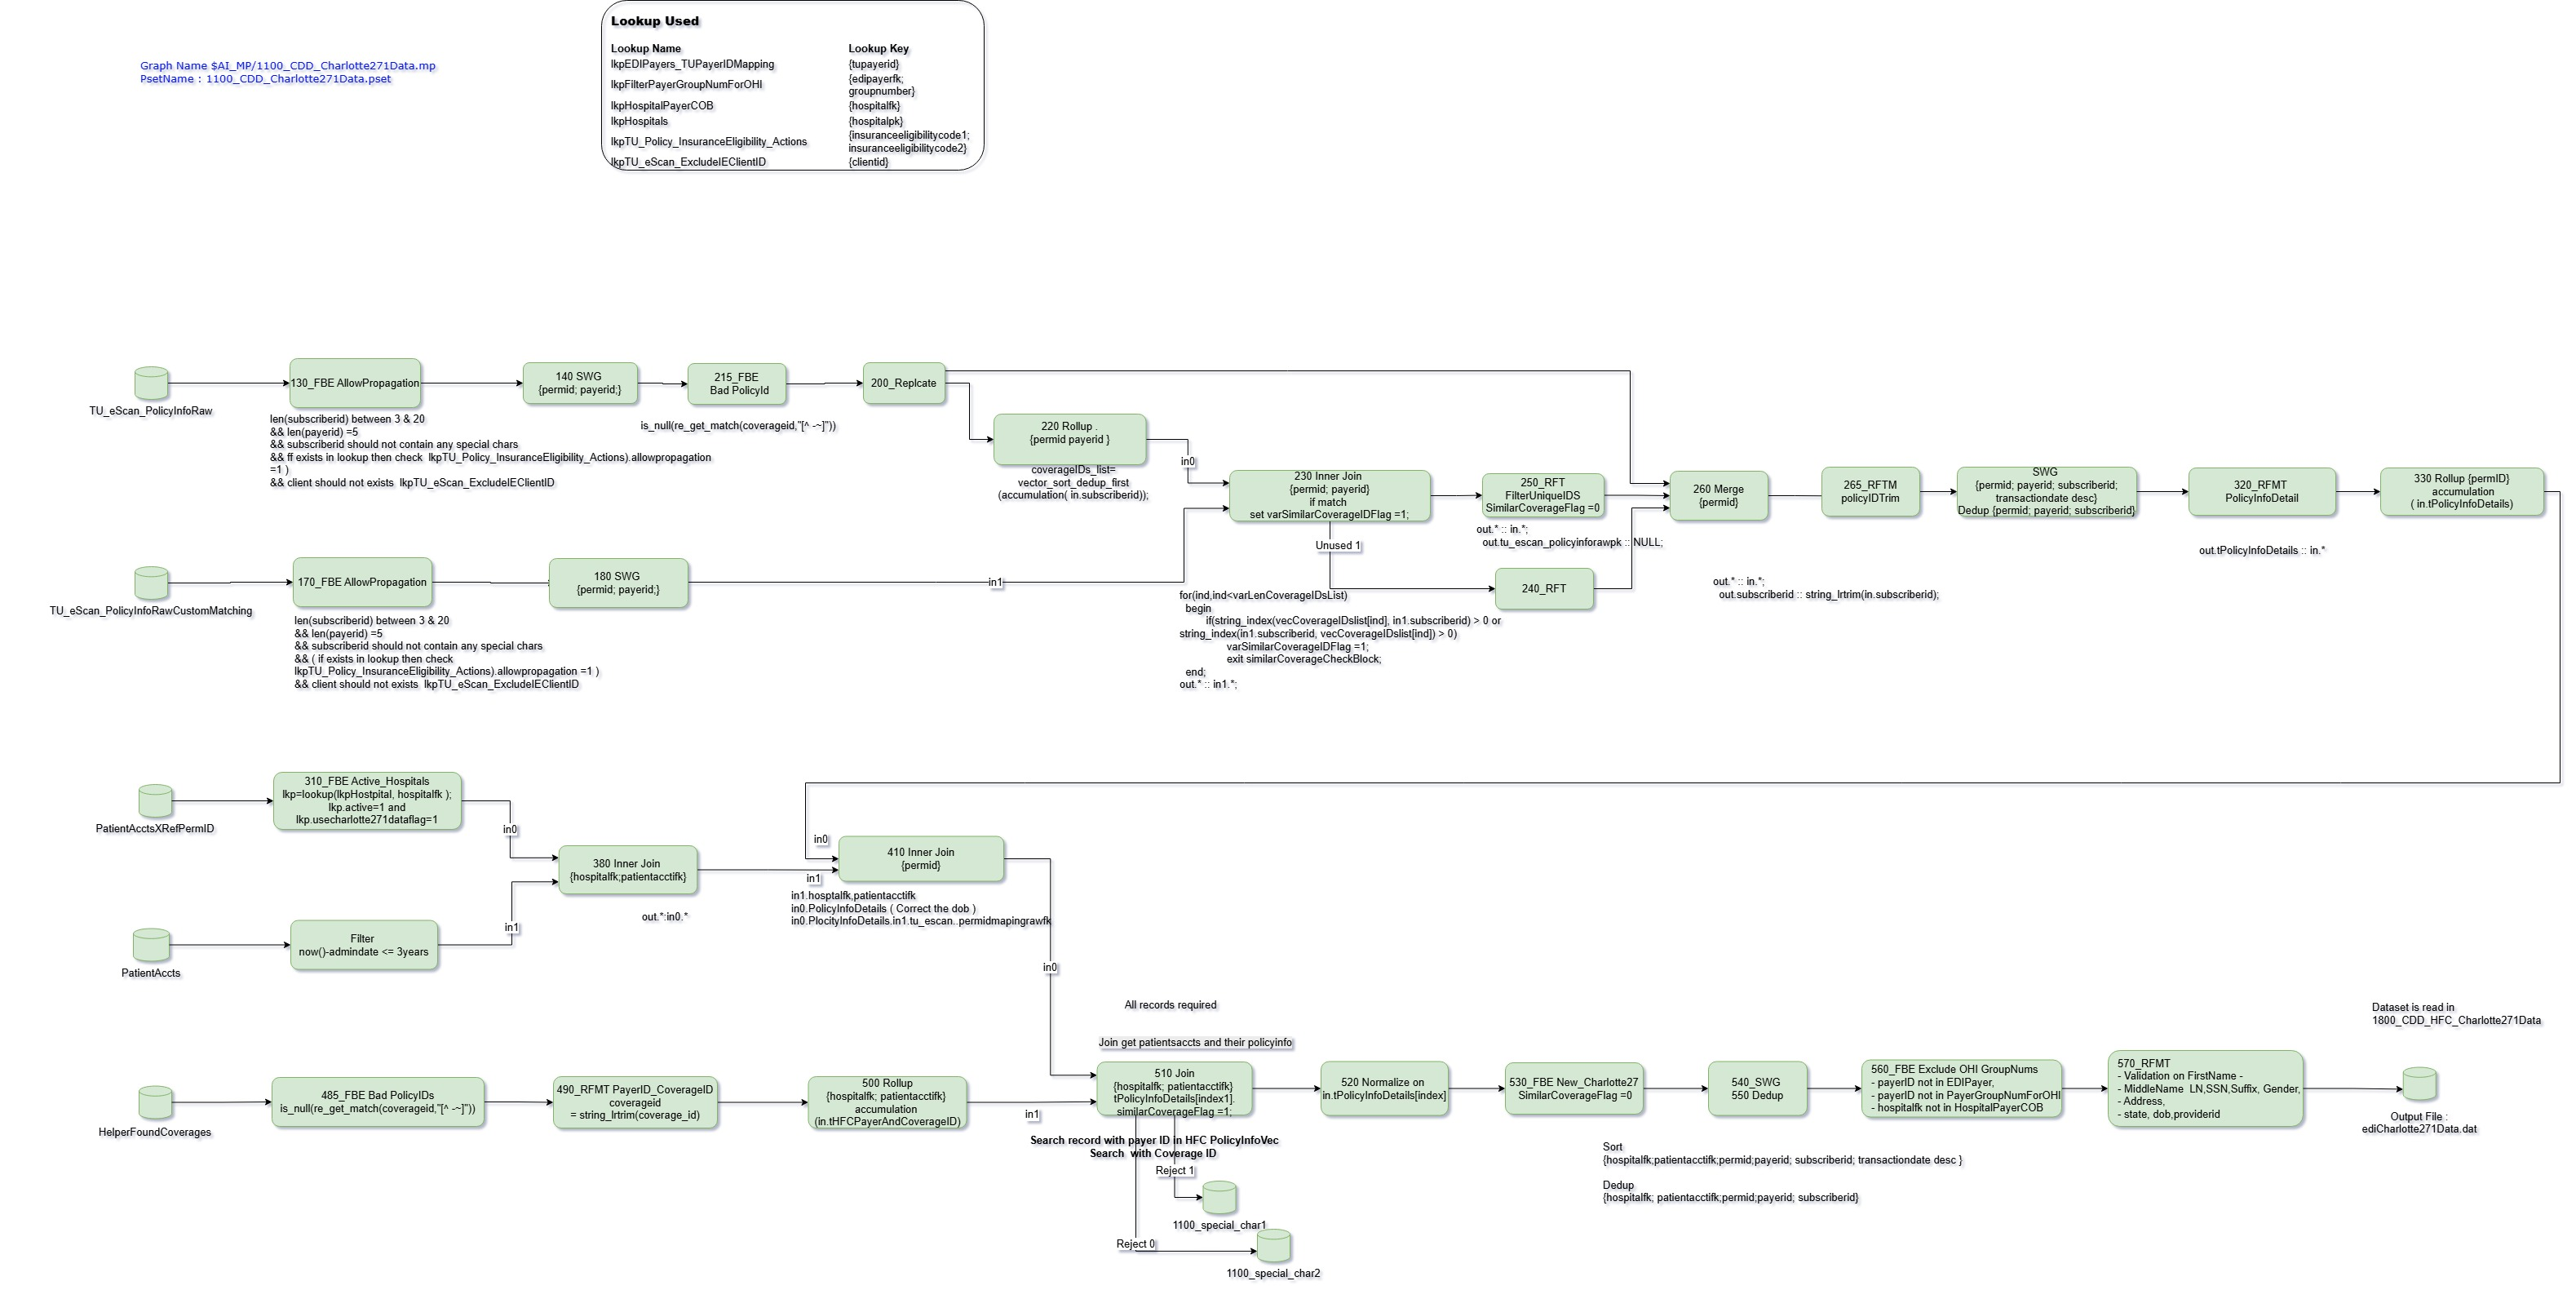 Lookup Used
Lookup Name Lookup Key
lkpEDIPayers_TUPayerIDMapping {tupayerid}
lkpFilterPayerGroupNumForOHI {edipayerfk;
groupnumber}
lkpHospitalPayerCOB {hospitalfk}
lkpHospitals {hospitalpk}
lkpTU_Policy_InsuranceEligibility_Actions {insuranceeligibilitycode1;
insuranceeligibilitycode2}
lkpTU_eScan_ExcludeIEClientID {clientid}
Graph Name $AI_MP/1100_CDD_Charlotte271Data.mp
PsetName : 1100_CDD_Charlotte271Data.pset
TU_eScan_PolicyInfoRaw
130_FBE AllowPropagation
len(subscriberid) between 3 & 20
&& len(payerid) =5
&& subscriberid should not contain any special chars
&& ff exists in lookup then check lkpTU_Policy_InsuranceEligibility_Actions).allowpropagation
=1 )
&& client should not exists lkpTU_eScan_ExcludeIEClientID
140 SWG
{permid; payerid;}
215_FBE
Bad PolicyId
is_null(re_get_match(coverageid,"[^ -~]"))
200_Replcate
220 Rollup .
{permid payerid }
coverageIDs_list=
vector_sort_dedup_first
(accumulation( in.subscriberid));
in0
230 Inner Join
{permid; payerid}
if match
set varSimilarCoverageIDFlag =1;
Unused 1
250_RFT
FilterUniqueIDS
SimilarCoverageFlag =0
out.* :: in.*;
out.tu_escan_policyinforawpk :: NULL;
260 Merge
{permid}
265_RFTM
policyIDTrim
SWG
{permid; payerid; subscriberid;
transactiondate desc}
Dedup {permid; payerid; subscriberid}
320_RFMT
PolicyInfoDetail
out.tPolicyInfoDetails :: in.*
330 Rollup {permID}
accumulation
( in.tPolicyInfoDetails)
TU_eScan_PolicyInfoRawCustomMatching
170_FBE AllowPropagation
len(subscriberid) between 3 & 20
&& len(payerid) =5
&& subscriberid should not contain any special chars
&& ( if exists in lookup then check
lkpTU_Policy_InsuranceEligibility_Actions).allowpropagation =1 )
&& client should not exists lkpTU_eScan_ExcludeIEClientID
180 SWG
{permid; payerid;}
in1
240_RFT
for(ind,ind<varLenCoverageIDsList)
begin
if(string_index(vecCoverageIDslist[ind], in1.subscriberid) > 0 or
string_index(in1.subscriberid, vecCoverageIDslist[ind]) > 0)
varSimilarCoverageIDFlag =1;
exit similarCoverageCheckBlock;
end;
out.* :: in1.*;
out.* :: in.*;
out.subscriberid :: string_lrtrim(in.subscriberid);
PatientAcctsXRefPermID
310_FBE Active_Hospitals
lkp=lookup(lkpHostpital, hospitalfk );
lkp.active=1 and
lkp.usecharlotte271dataflag=1
in0
380 Inner Join
{hospitalfk;patientacctifk}
out.*:in0.*
PatientAccts
Filter
now()-admindate <= 3years
in1
in0
in1
410 Inner Join
{permid}
in1.hosptalfk,patientacctifk
in0.PolicyInfoDetails ( Correct the dob )
in0.PlocityInfoDetails.in1.tu_escan..permidmapingrawfk
in0
All records required
Join get patientsaccts and their policyinfo
HelperFoundCoverages
485_FBE Bad PolicyIDs
is_null(re_get_match(coverageid,"[^ -~]"))
490_RFMT PayerID_CoverageID
coverageid
= string_lrtrim(coverage_id)
500 Rollup
{hospitalfk; patientacctifk}
accumulation
(in.tHFCPayerAndCoverageID)
in1
510 Join
{hospitalfk; patientacctifk}
tPolicyInfoDetails[index1].
similarCoverageFlag =1;
Search record with payer ID in HFC PolicyInfoVec
Search with Coverage ID
Reject 1
1100_special_char1
Reject 0
1100_special_char2
520 Normalize on
in.tPolicyInfoDetails[index]
530_FBE New_Charlotte27
SimilarCoverageFlag =0
540_SWG
550 Dedup
Sort
{hospitalfk;patientacctifk;permid;payerid; subscriberid; transactiondate desc }
Dedup
{hospitalfk; patientacctifk;permid;payerid; subscriberid}
560_FBE Exclude OHI GroupNums
- payerID not in EDIPayer,
- payerID not in PayerGroupNumForOHI
- hospitalfk not in HospitalPayerCOB
570_RFMT
- Validation on FirstName -
- MiddleName LN,SSN,Suffix, Gender,
- Address,
- state, dob,providerid
Dataset is read in
1800_CDD_HFC_Charlotte271Data
Output File :
ediCharlotte271Data.dat